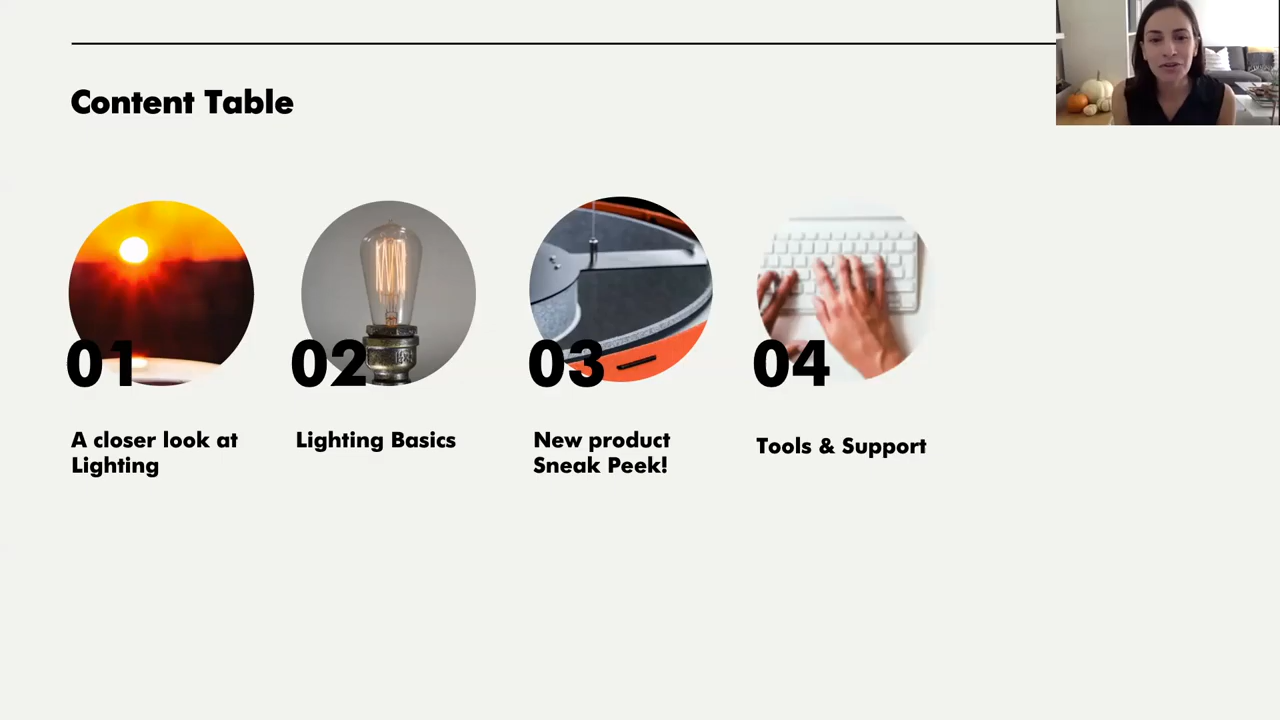 Content Table
01
02
03
04
A closer look at
Lighting
Lighting Basics
New product
Sneak Peek!
Tools & Support